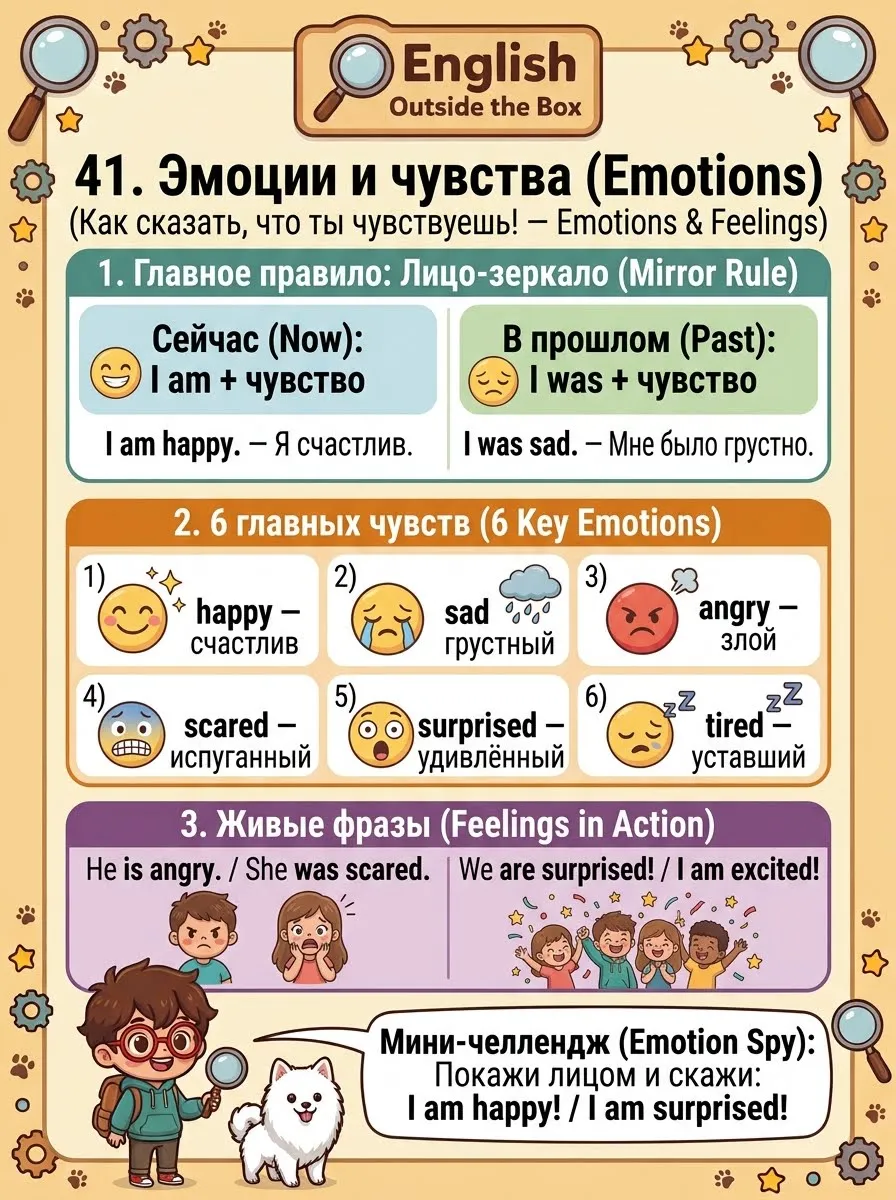 English
Outside the Box
41. Эмоции и чувства (Emotions)
(Как сказать, что ты чувствуешь! — Emotions & Feelings)
1. Главное правило: Лицо-зеркало (Mirror Rule)
Сейчас (Now):
I am + чувство
I am happy. — Я счастлив.
В прошлом (Past):
I was + чувство
I was sad. — Мне было грустно.
2. 6 главных чувств (6 Key Emotions)
1)
happy —
счастлив
2)
sad
грустный
3)
angry —
злой
4)
scared —
испуганный
5)
surprised —
удивлённый
6)
zZ
zZ
tired —
уставший
3. Живые фразы (Feelings in Action)
He is angry. / She was scared.
We are surprised! / I am excited!
Мини-челлендж (Emotion Spy):
Покажи лицом и скажи:
I am happy! / I am surprised!